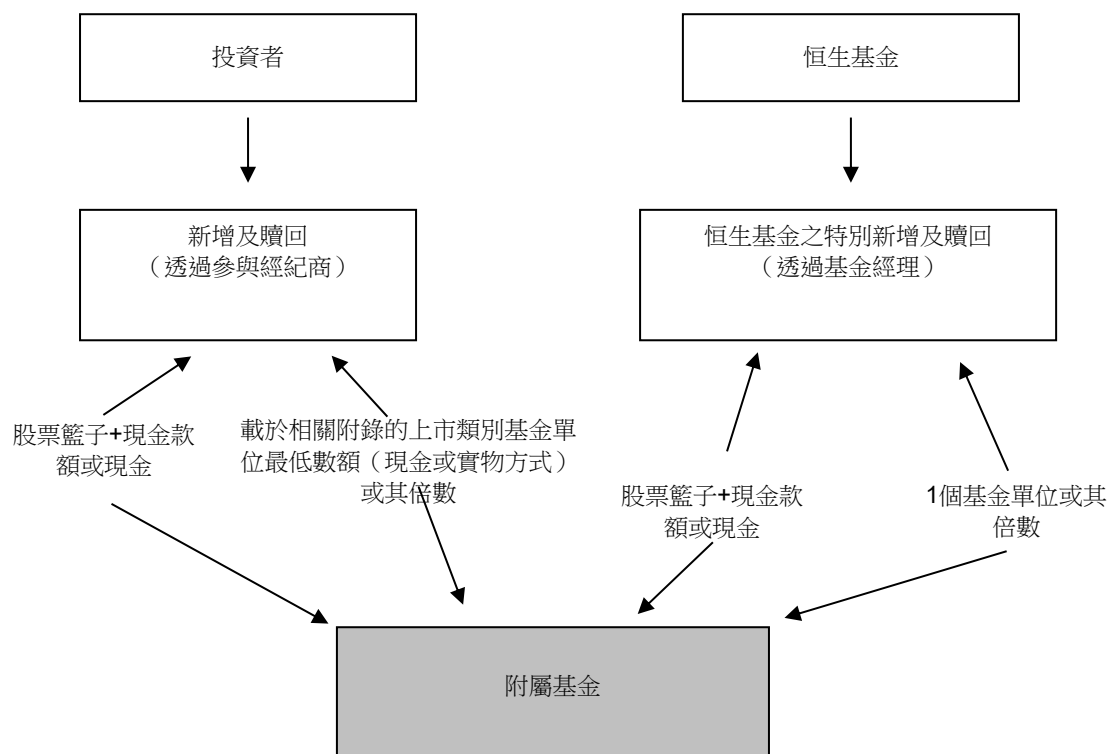 投資者
恒生基金
新增及贖回
（透過參與經紀商）
恒生基金之特別新增及贖回
（透過基金經理）
股票籃子+現金款
額或現金
載於相關附錄的上市類別基金單
位最低數額（現金或實物方式）
或其倍數
股票籃子+現金款
額或現金
1個基金單位或其
倍數
附屬基金